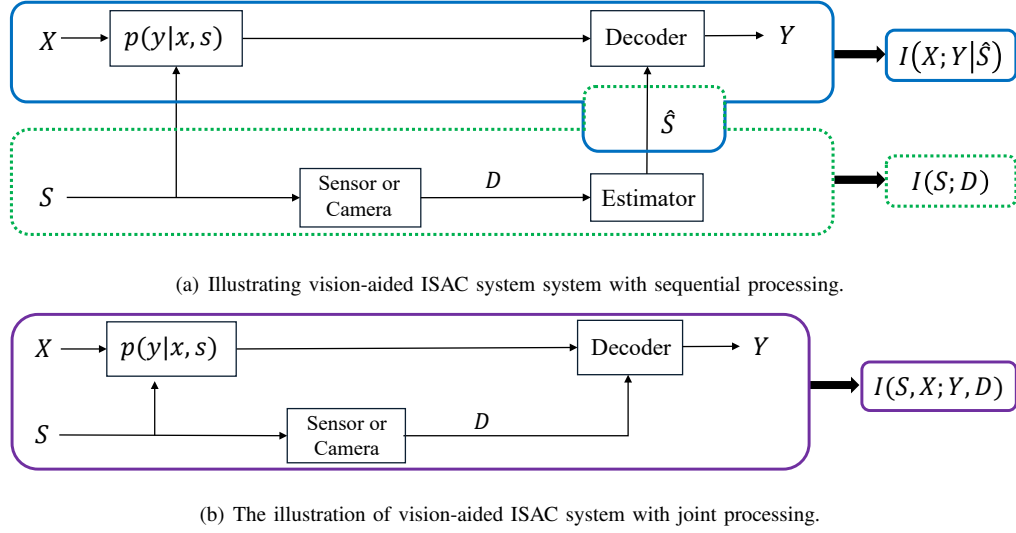 X p(y|x, s) Decoder Y I(X; Y|Ŝ)
Ŝ
S Sensor or Camera D Estimator I(S; D)
(a) Illustrating vision-aided ISAC system system with sequential processing.
X p(y|x, s) Decoder Y
I(S, X; Y, D)
S Sensor or Camera D
(b) The illustration of vision-aided ISAC system with joint processing.